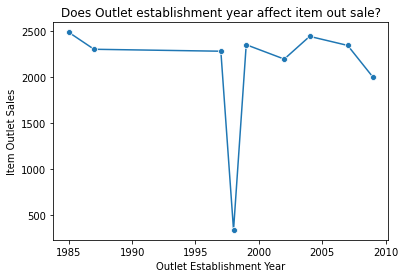 Does Outlet establishment year affect item out sale?
2500
2000
1500
1000
500
Item Outlet Sales
1985 1990 1995 2000 2005 2010
Outlet Establishment Year